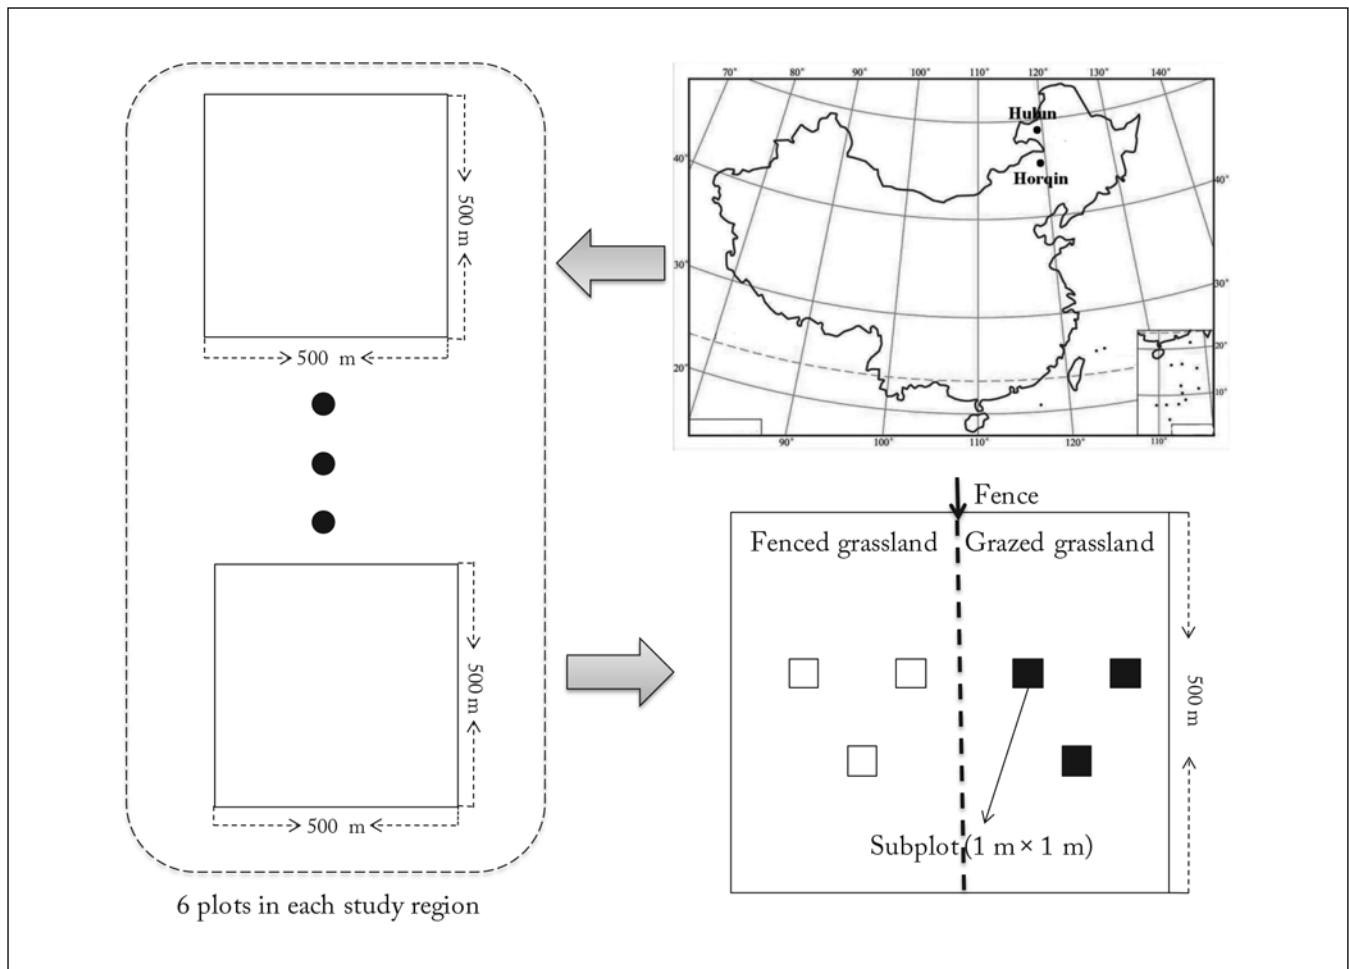 500 m
500 m
500 m
500 m
6 plots in each study region
70°
80°
90°
100°
110°
120°
130°
140°
Hulun
Horqin
40°
40°
30°
30°
20°
20°
10°
90°
100°
110°
120°
110°
Fence
Fenced grassland
Grazed grassland
500 m
Subplot (1 m × 1 m)